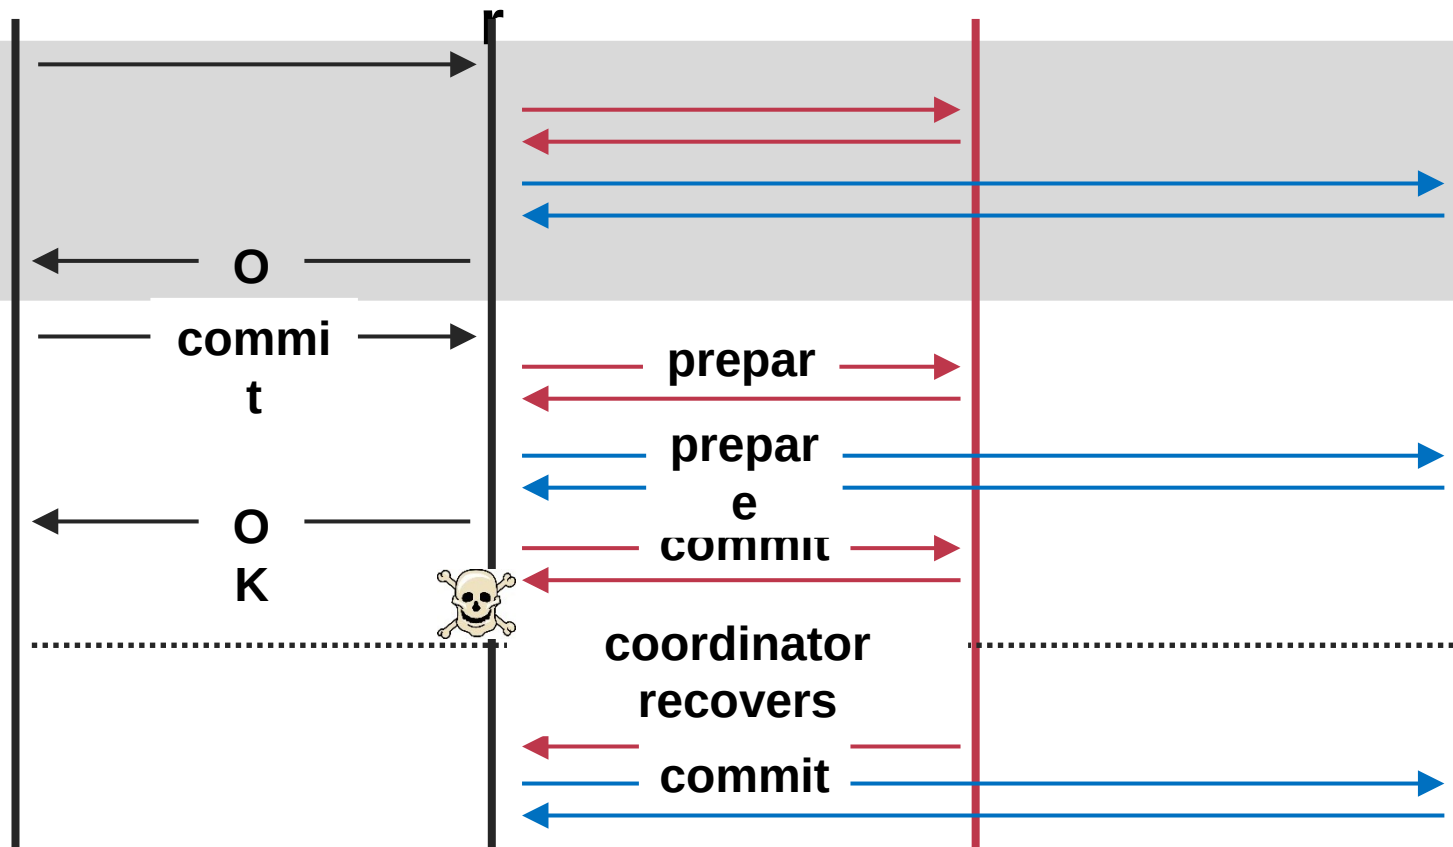 r
O
commi
t
prepar
prepar
e
O
K
commit
coordinator
recovers
commit